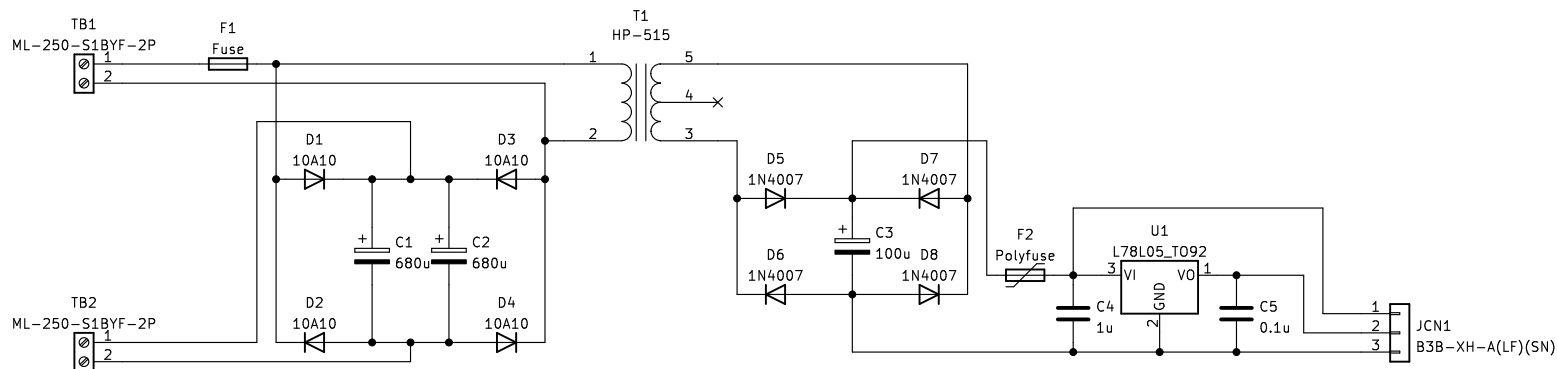 TB1
ML-250-S1BYF-2P
1
2
F1
Fuse
T1
HP-515
1
2
5
4
3
D1
10A10
D3
10A10
+
C1
680u
+
C2
680u
D2
10A10
D4
10A10
TB2
ML-250-S1BYF-2P
1
2
D5
1N4007
D7
1N4007
+
C3
100u
D6
1N4007
D8
1N4007
F2
Polyfuse
U1
L78L05_TO92
3
VI
VO
1
GND
2
C4
1u
C5
0.1u
1
2
3
JCN1
B3B-XH-A(LF)(SN)